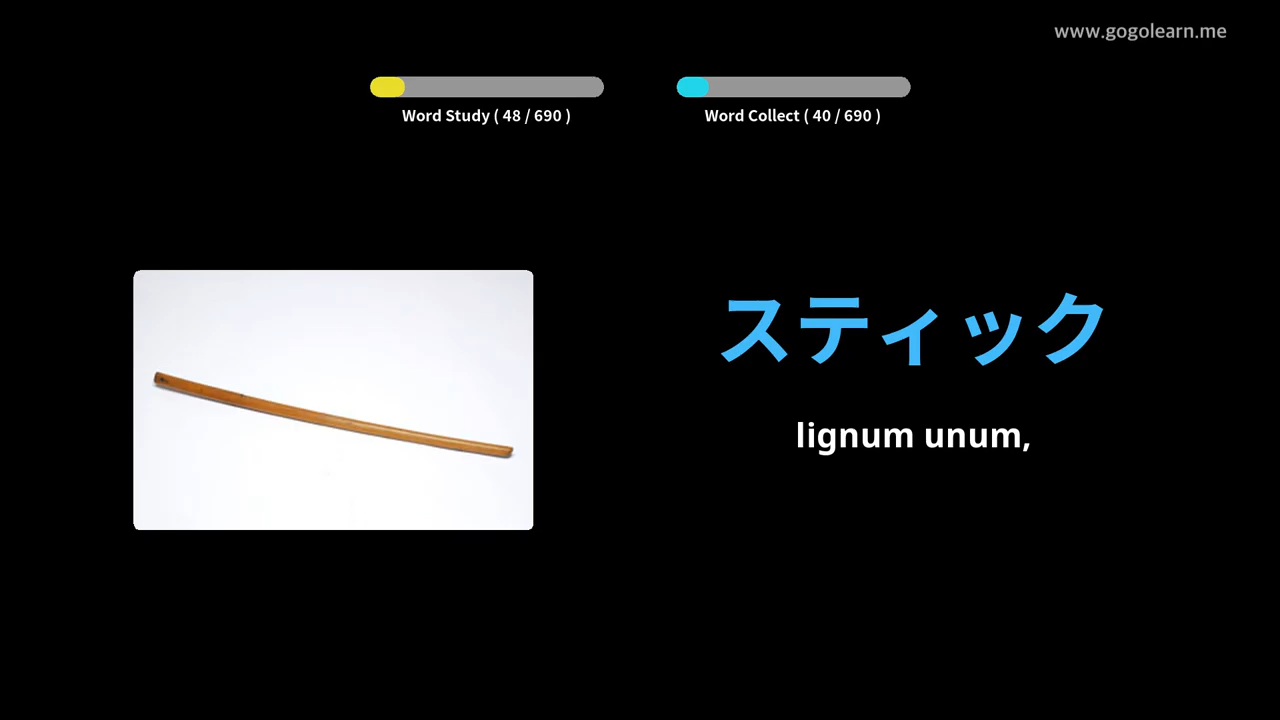 www.gogolearn.me
Word Study ( 48 / 690 )
Word Collect ( 40 / 690 )
スティック
lignum unum,